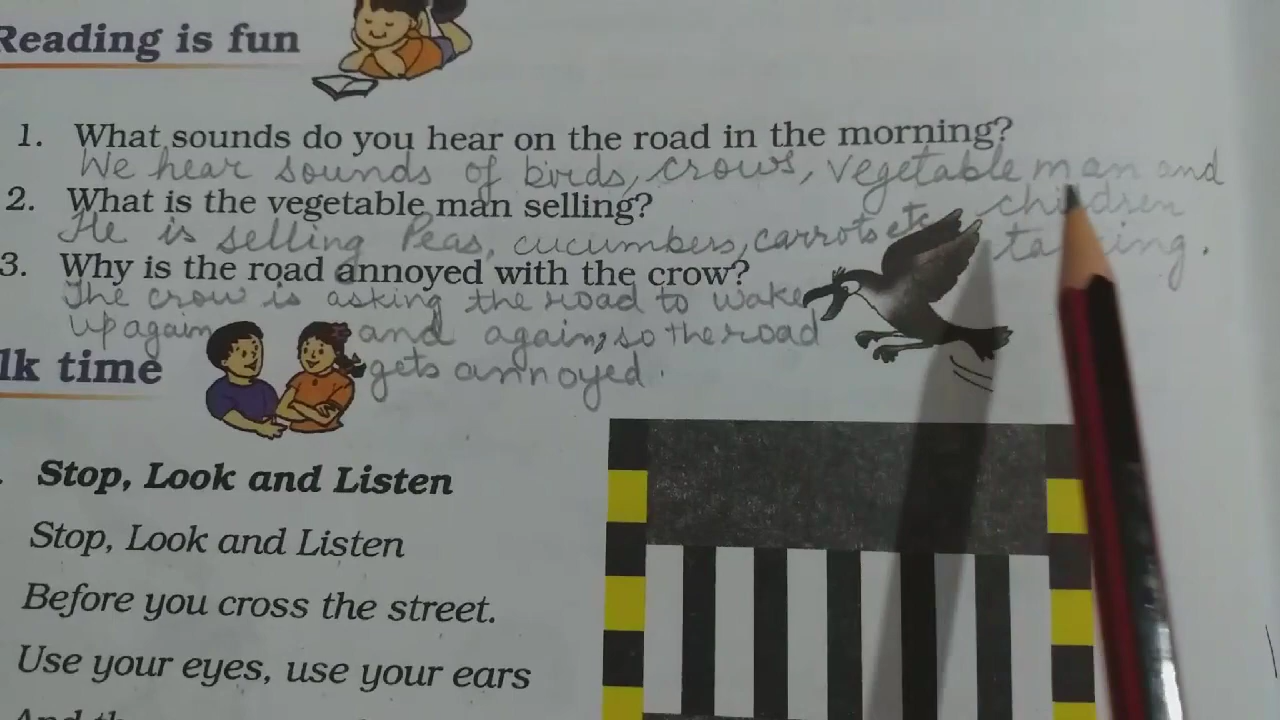 Reading is fun
1. What sounds do you hear on the road in the morning?
We hear sounds of birds, crows, vegetable man and
children
talking.
2. What is the vegetable man selling?
He is selling Peas, cucumbers, carrots etc
3. Why is the road annoyed with the crow?
The crow is asking the road to wake
up again and again, so the road
gets annoyed.
lk time
Stop, Look and Listen
Stop, Look and Listen
Before you cross the street.
Use your eyes, use your ears